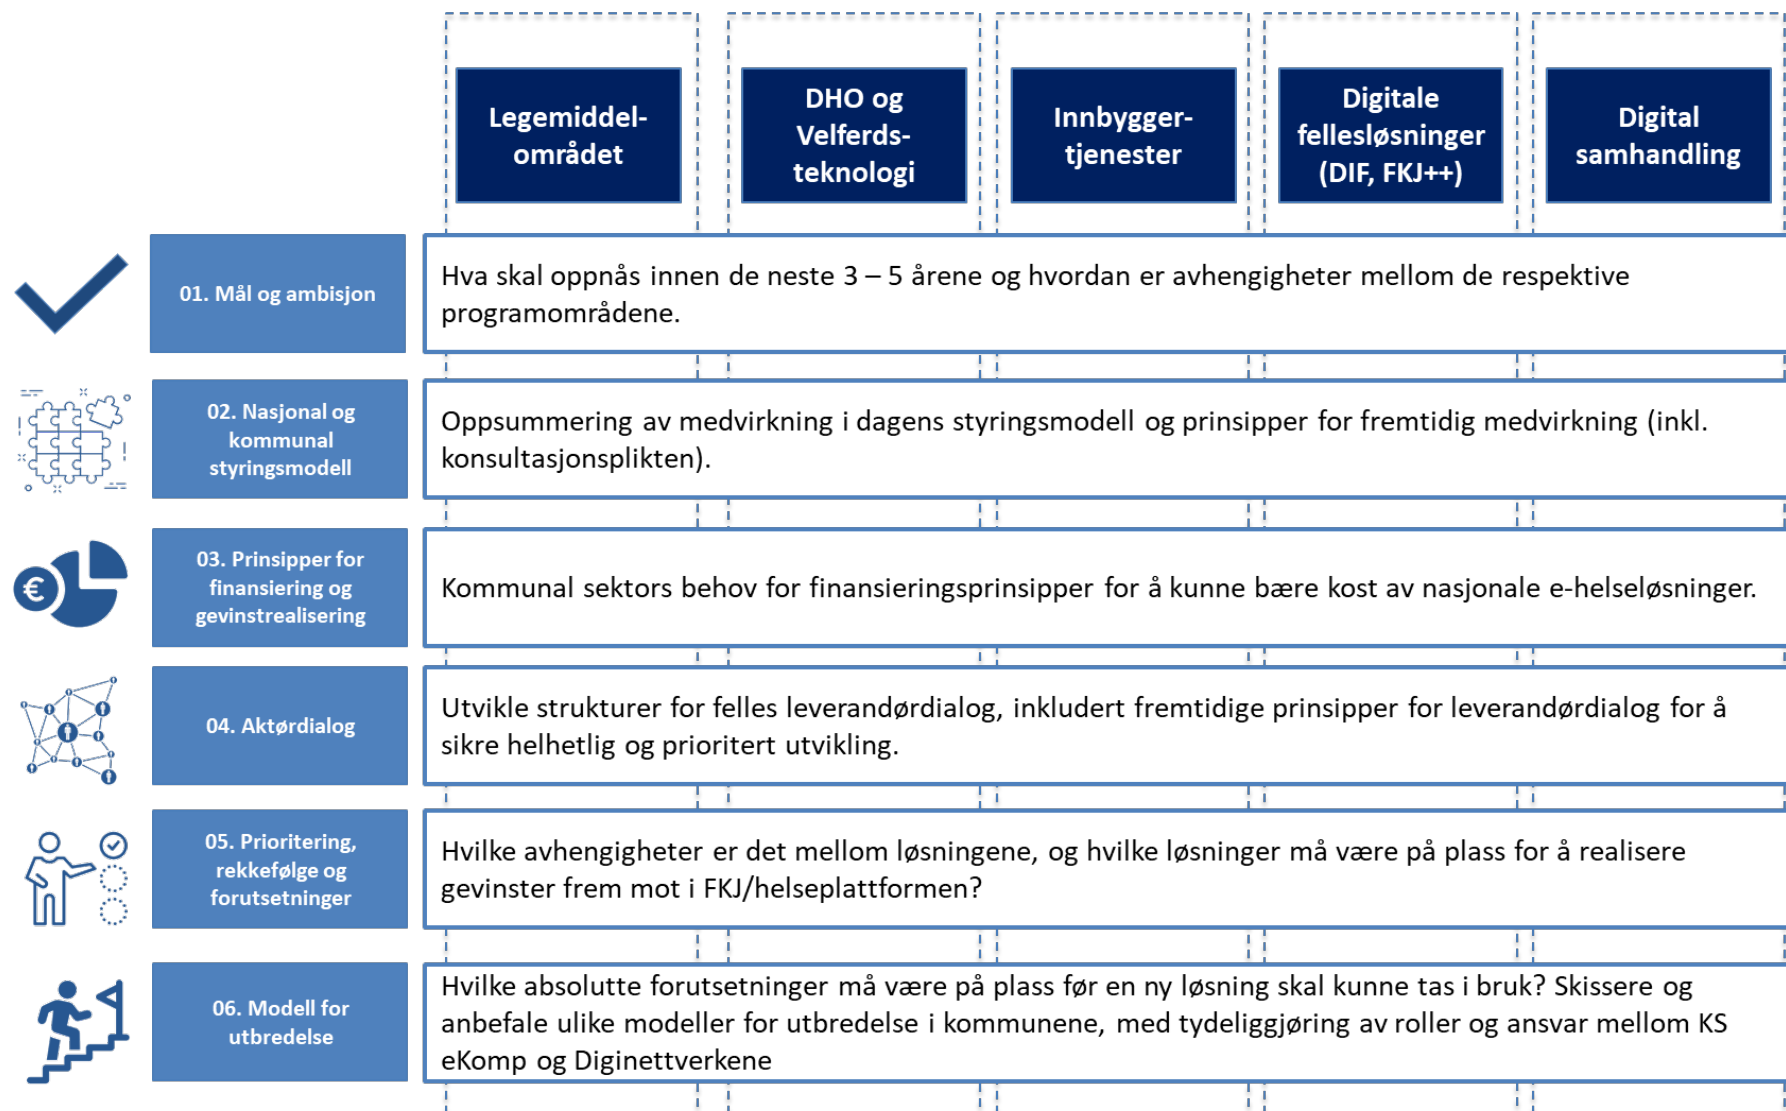 Legemiddel-
området
DHO og
Velferds-
teknologi
Innbygger-
tjenester
Digitale
fellesløsninger
(DIF, FKJ++)
Digital
samhandling
01. Mål og ambisjon
Hva skal oppnås innen de neste 3 – 5 årene og hvordan er avhengigheter mellom de respektive
programområdene.
02. Nasjonal og
kommunal
styringsmodell
Oppsummering av medvirkning i dagens styringsmodell og prinsipper for fremtidig medvirkning (inkl.
konsultasjonsplikten).
€
03. Prinsipper for
finansiering og
gevinstrealisering
Kommunal sektors behov for finansieringsprinsipper for å kunne bære kost av nasjonale e-helseløsninger.
04. Aktørdialog
Utvikle strukturer for felles leverandørdialog, inkludert fremtidige prinsipper for leverandørdialog for å
sikre helhetlig og prioritert utvikling.
05. Prioritering,
rekkefølge og
forutsetninger
Hvilke avhengigheter er det mellom løsningene, og hvilke løsninger må være på plass for å realisere
gevinster frem mot i FKJ/helseplattformen?
06. Modell for
utbredelse
Hvilke absolutte forutsetninger må være på plass før en ny løsning skal kunne tas i bruk? Skissere og
anbefale ulike modeller for utbredelse i kommunene, med tydeliggjøring av roller og ansvar mellom KS
eKomp og Diginettverkene